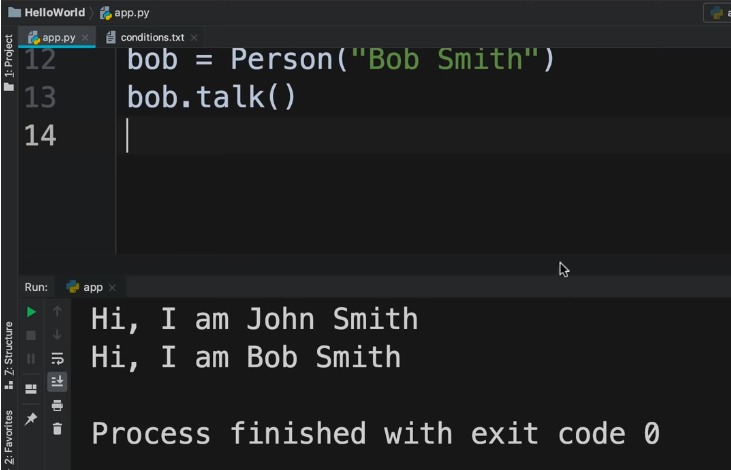 HelloWorld app.py
app.py conditions.txt
1: Project
12 bob = Person("Bob Smith")
13 bob.talk()
14
Run: app
Hi, I am John Smith
Hi, I am Bob Smith
Process finished with exit code 0
7: Structure
2: Favorites